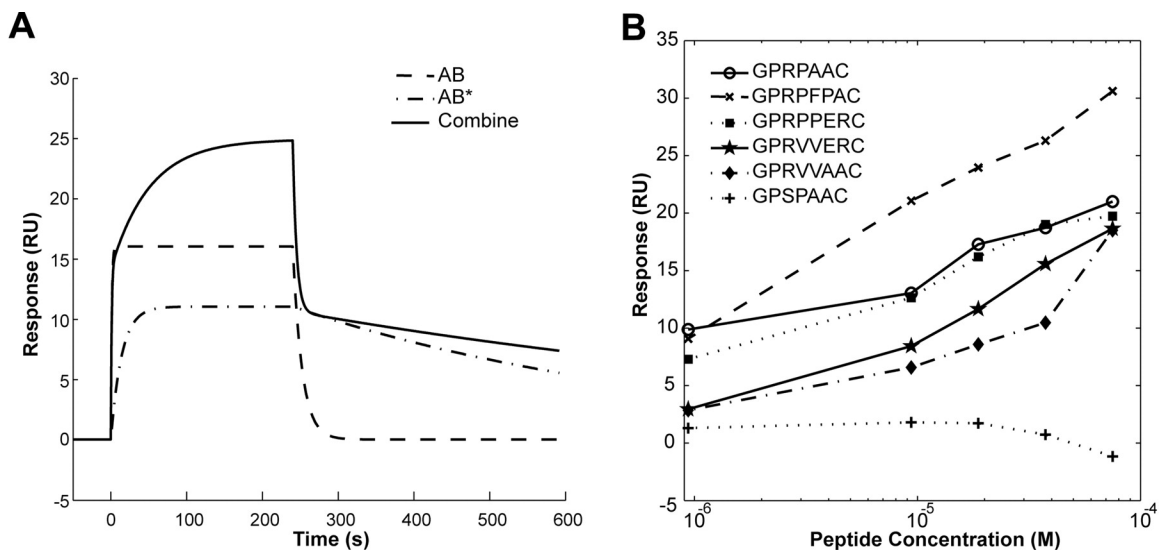 A
30
25
20
15
10
5
0
-5
Response (RU)
AB
AB*
Combine
0
100
200
300
400
500
600
Time (s)
B
35
30
25
20
15
10
5
0
-5
Response (RU)
GPRPAAC
GPRPFPAC
GPRPPERC
GPRVVERC
GPRVVAAC
GPSPAAC
10^-6
10^-5
10^-4
Peptide Concentration (M)